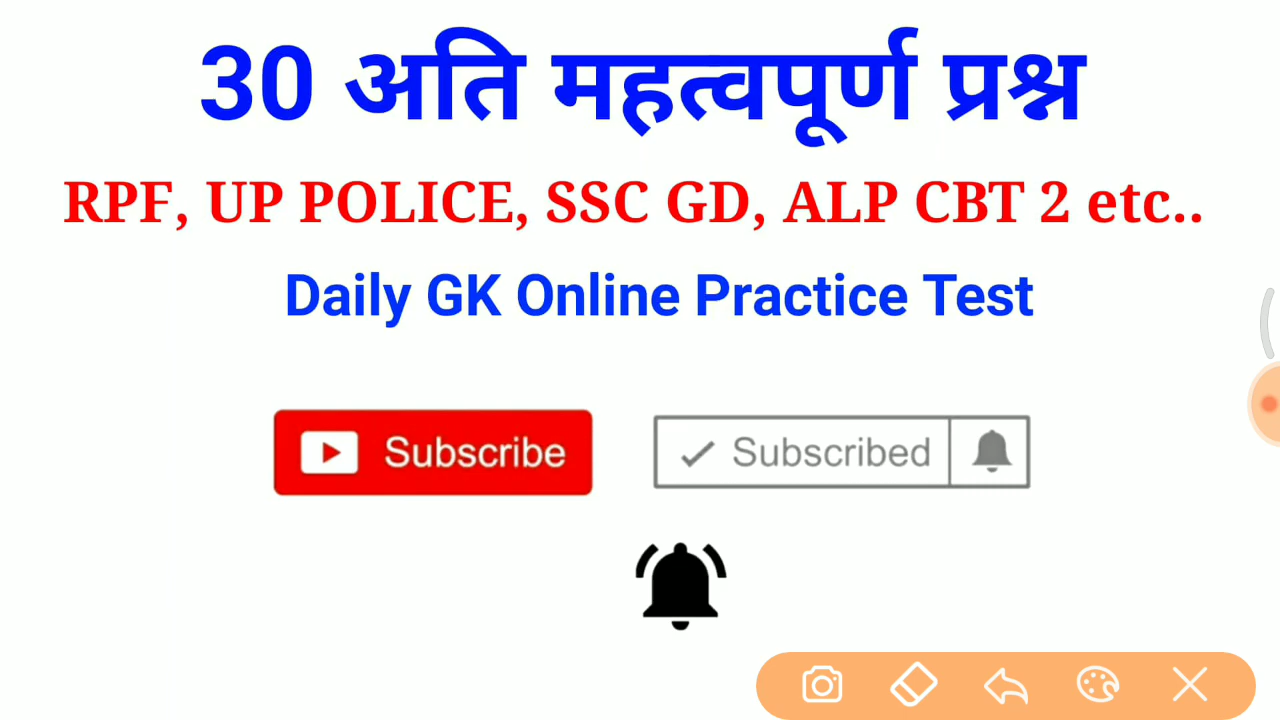 30 अति महत्वपूर्ण प्रश्न
RPF, UP POLICE, SSC GD, ALP CBT 2 etc..
Daily GK Online Practice Test
Subscribe
Subscribed